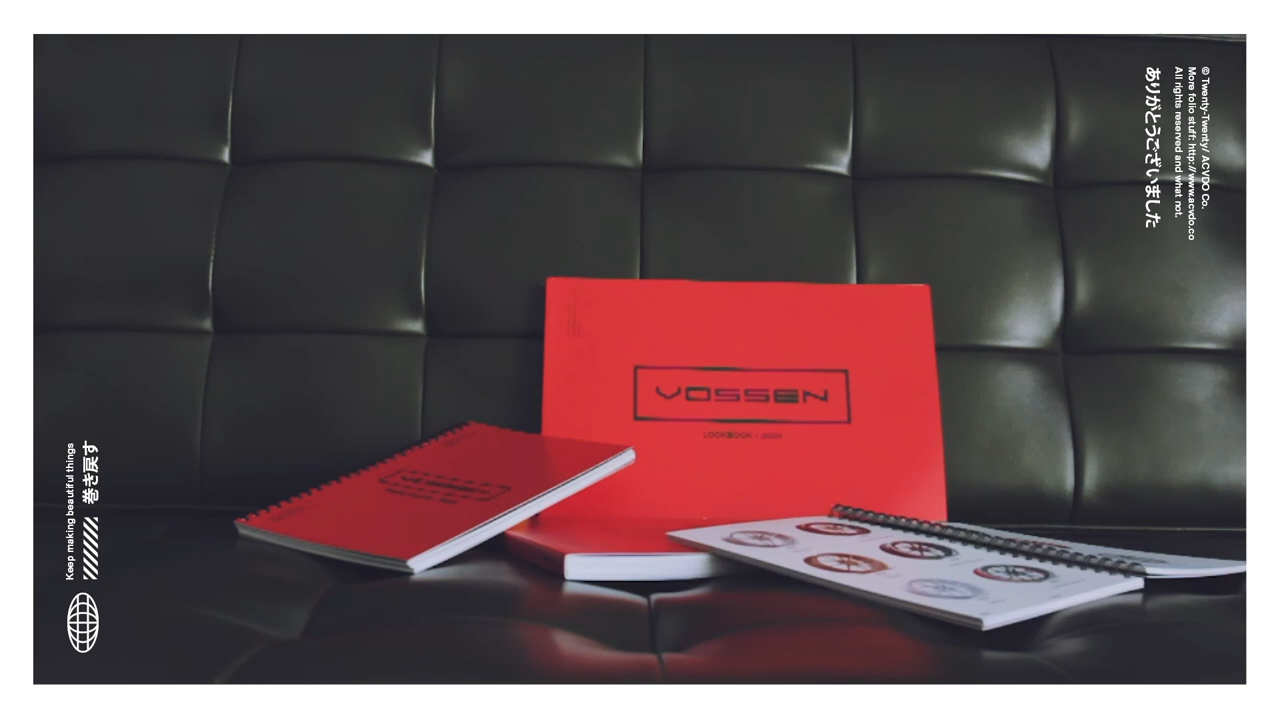 © Twenty-Twenty/ ACVDO Co.
More folio stuff: http://www.acvdo.co
All rights reserved and what not.
ありがとうございました
VOSSEN
LOOKBOOK / 2020
VOSSEN
Keep making beautiful things
巻き戻す